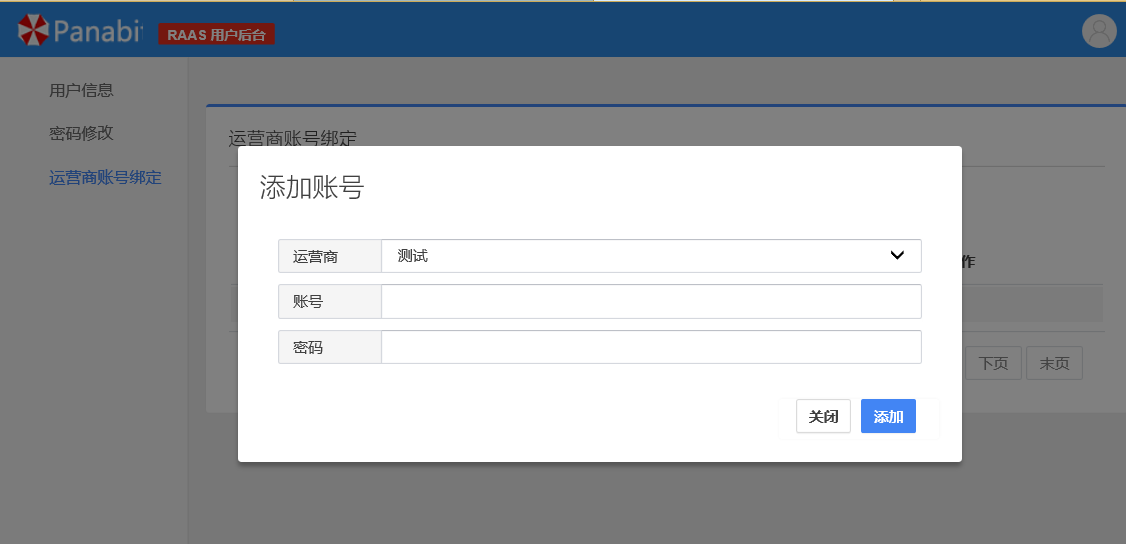 Panabit
RAAS 用户后台
用户信息
密码修改
运营商账号绑定
运营商账号绑定
添加账号
运营商
测试
作
账号
密码
下页
末页
关闭
添加